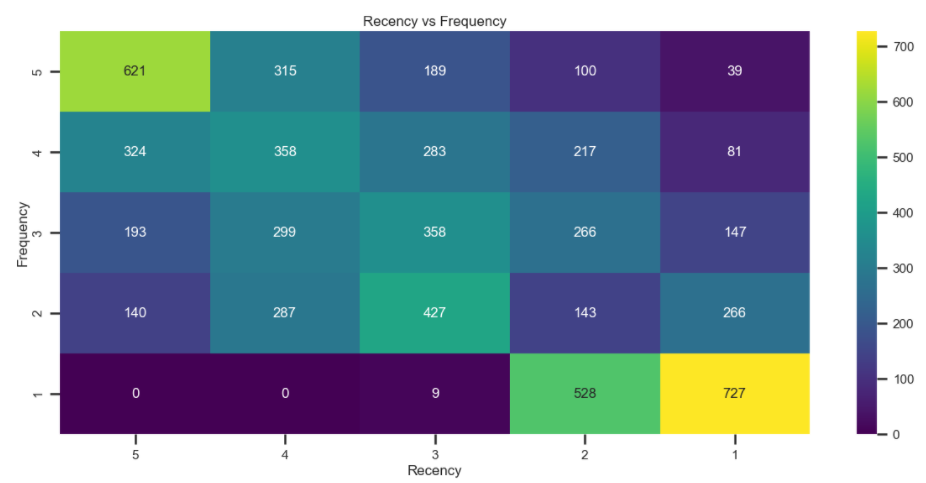 Recency vs Frequency
5 621 315 189 100 39
4 324 358 283 217 81
3 193 299 358 266 147
2 140 287 427 143 266
1 0 0 9 528 727
5 4 3 2 1
Recency
Frequency
700
600
500
400
300
200
100
0